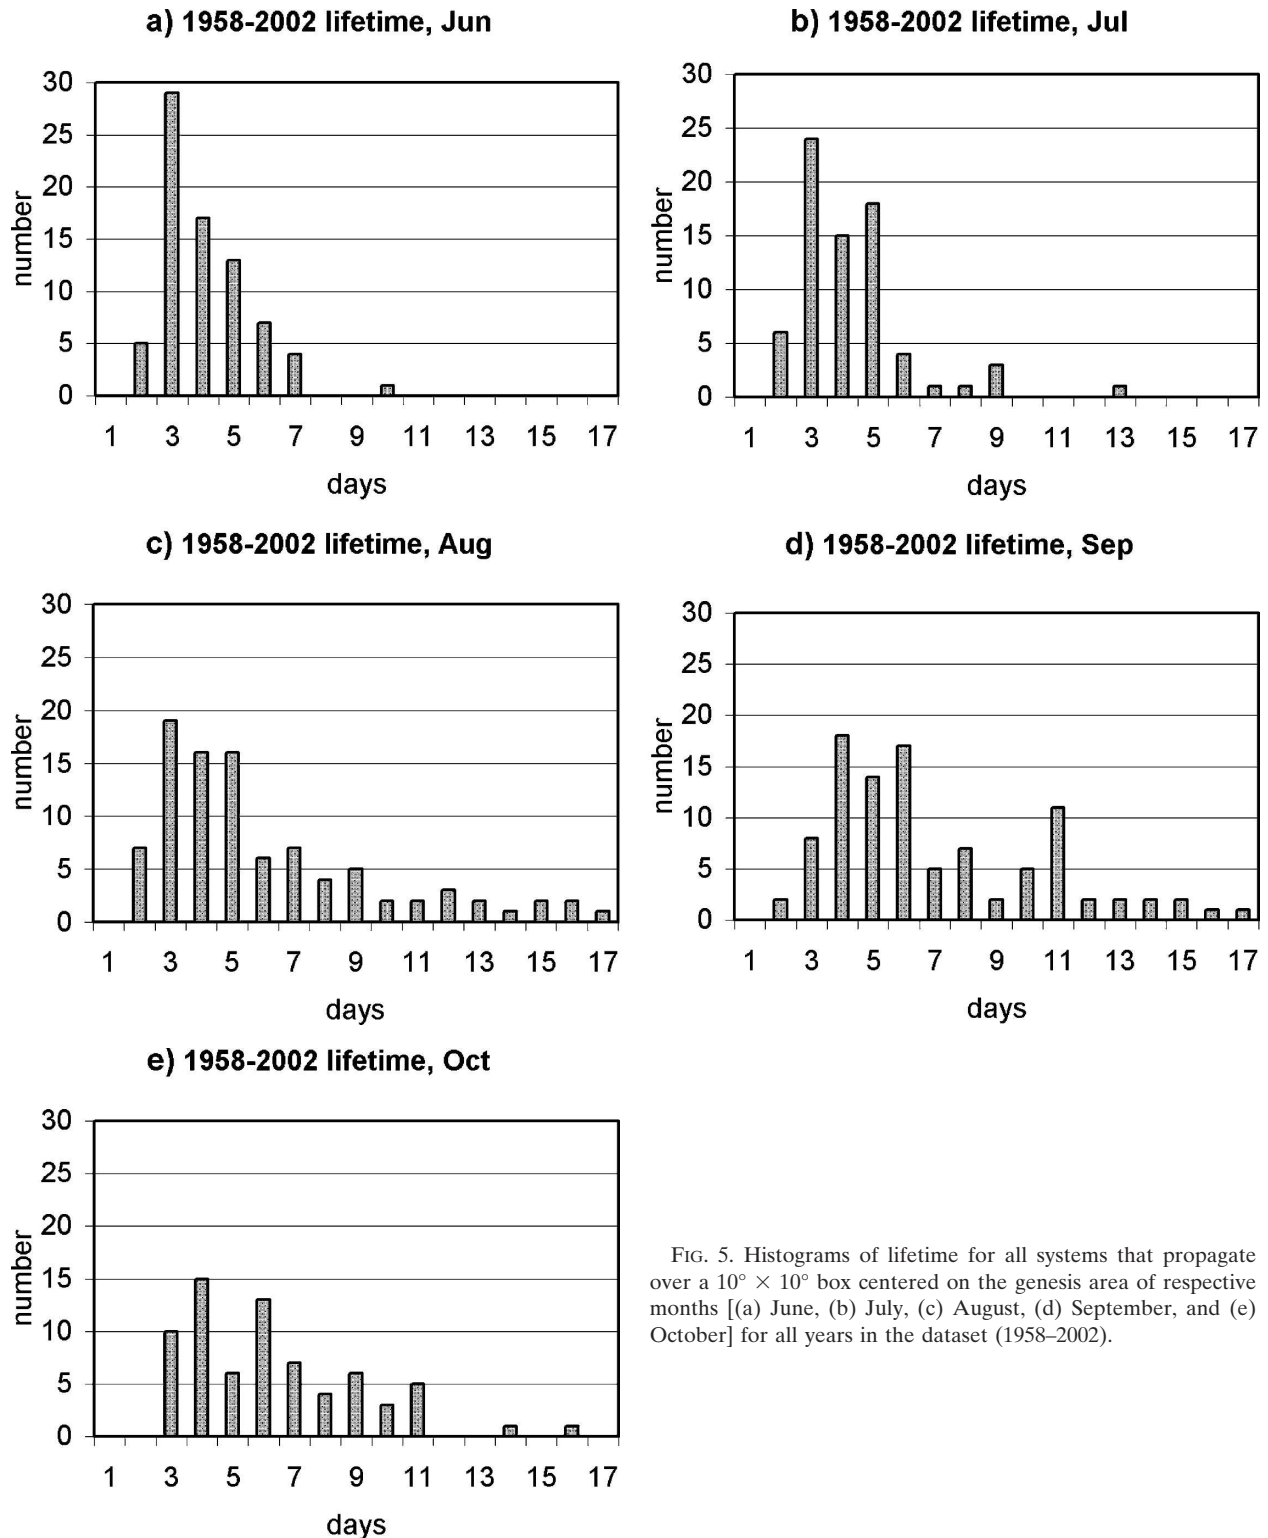 a) 1958-2002 lifetime, Jun
30
25
20
15
10
5
0
number
1 3 5 7 9 11 13 15 17
days
b) 1958-2002 lifetime, Jul
30
25
20
15
10
5
0
number
1 3 5 7 9 11 13 15 17
days
c) 1958-2002 lifetime, Aug
30
25
20
15
10
5
0
number
1 3 5 7 9 11 13 15 17
days
d) 1958-2002 lifetime, Sep
30
25
20
15
10
5
0
number
1 3 5 7 9 11 13 15 17
days
e) 1958-2002 lifetime, Oct
30
25
20
15
10
5
0
number
1 3 5 7 9 11 13 15 17
days
FIG. 5. Histograms of lifetime for all systems that propagate
over a 10° × 10° box centered on the genesis area of respective
months [(a) June, (b) July, (c) August, (d) September, and (e)
October] for all years in the dataset (1958–2002).